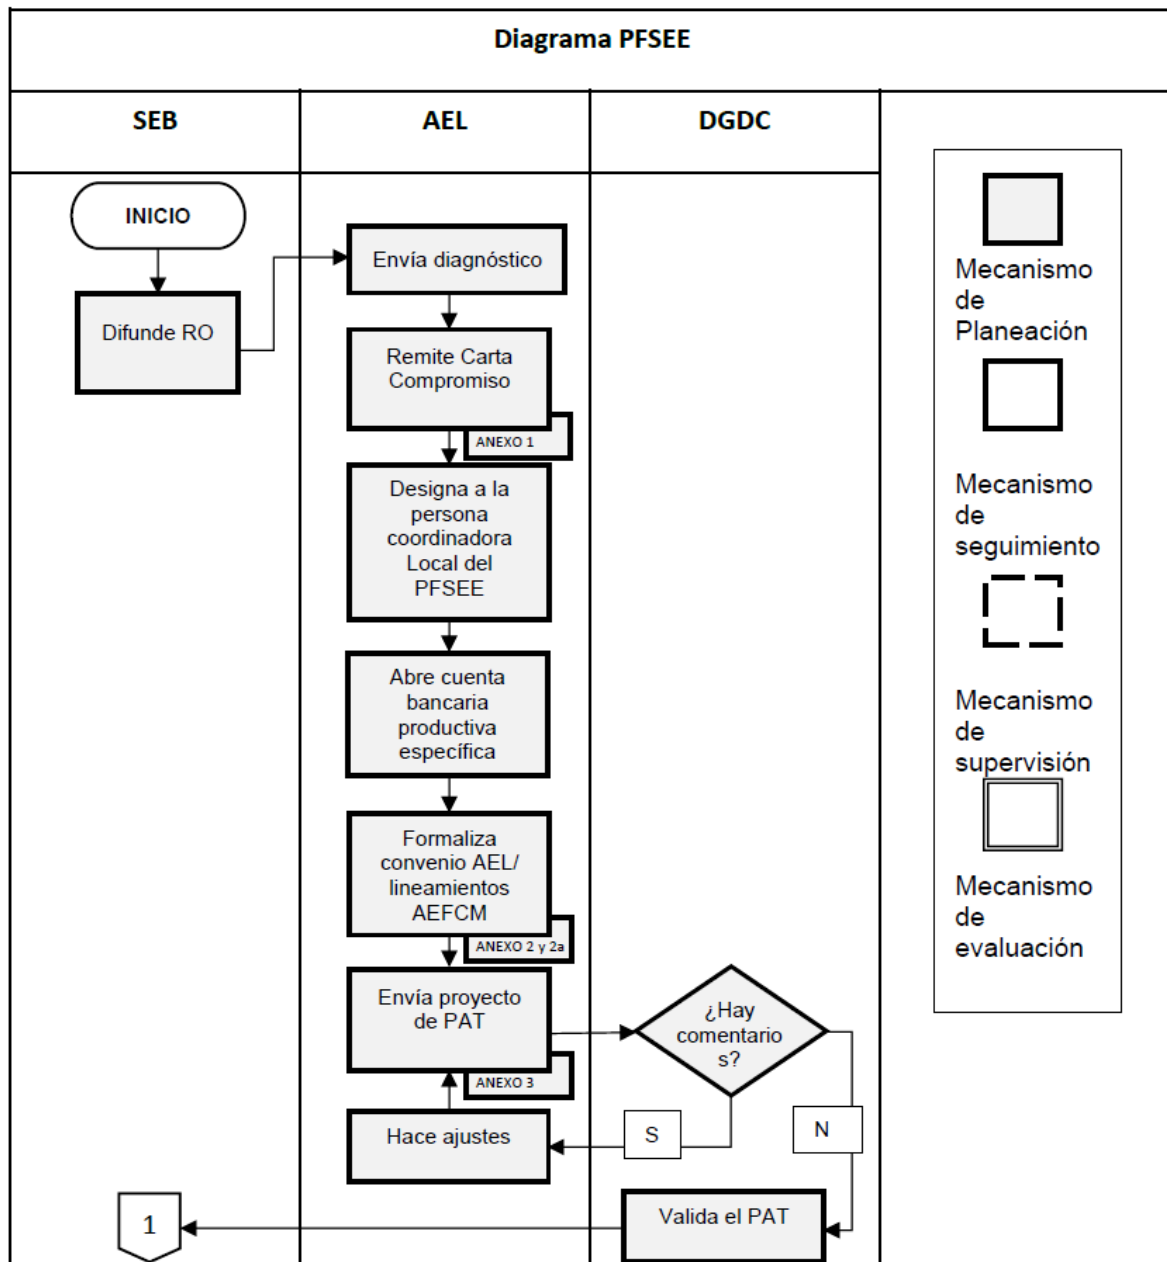 Diagrama PFSEE
SEB
AEL
DGDC
INICIO
Difunde RO
Envía diagnóstico
Remite Carta
Compromiso
ANEXO 1
Designa a la
persona
coordinadora
Local del
PFSEE
Abre cuenta
bancaria
productiva
específica
Formaliza
convenio AEL/
lineamientos
AEFCM
ANEXO 2 y 2a
Envía proyecto
de PAT
ANEXO 3
¿Hay
comentario
s?
Hace ajustes
S
N
Valida el PAT
1
Mecanismo
de
Planeación
Mecanismo
de
seguimiento
Mecanismo
de
supervisión
Mecanismo
de
evaluación